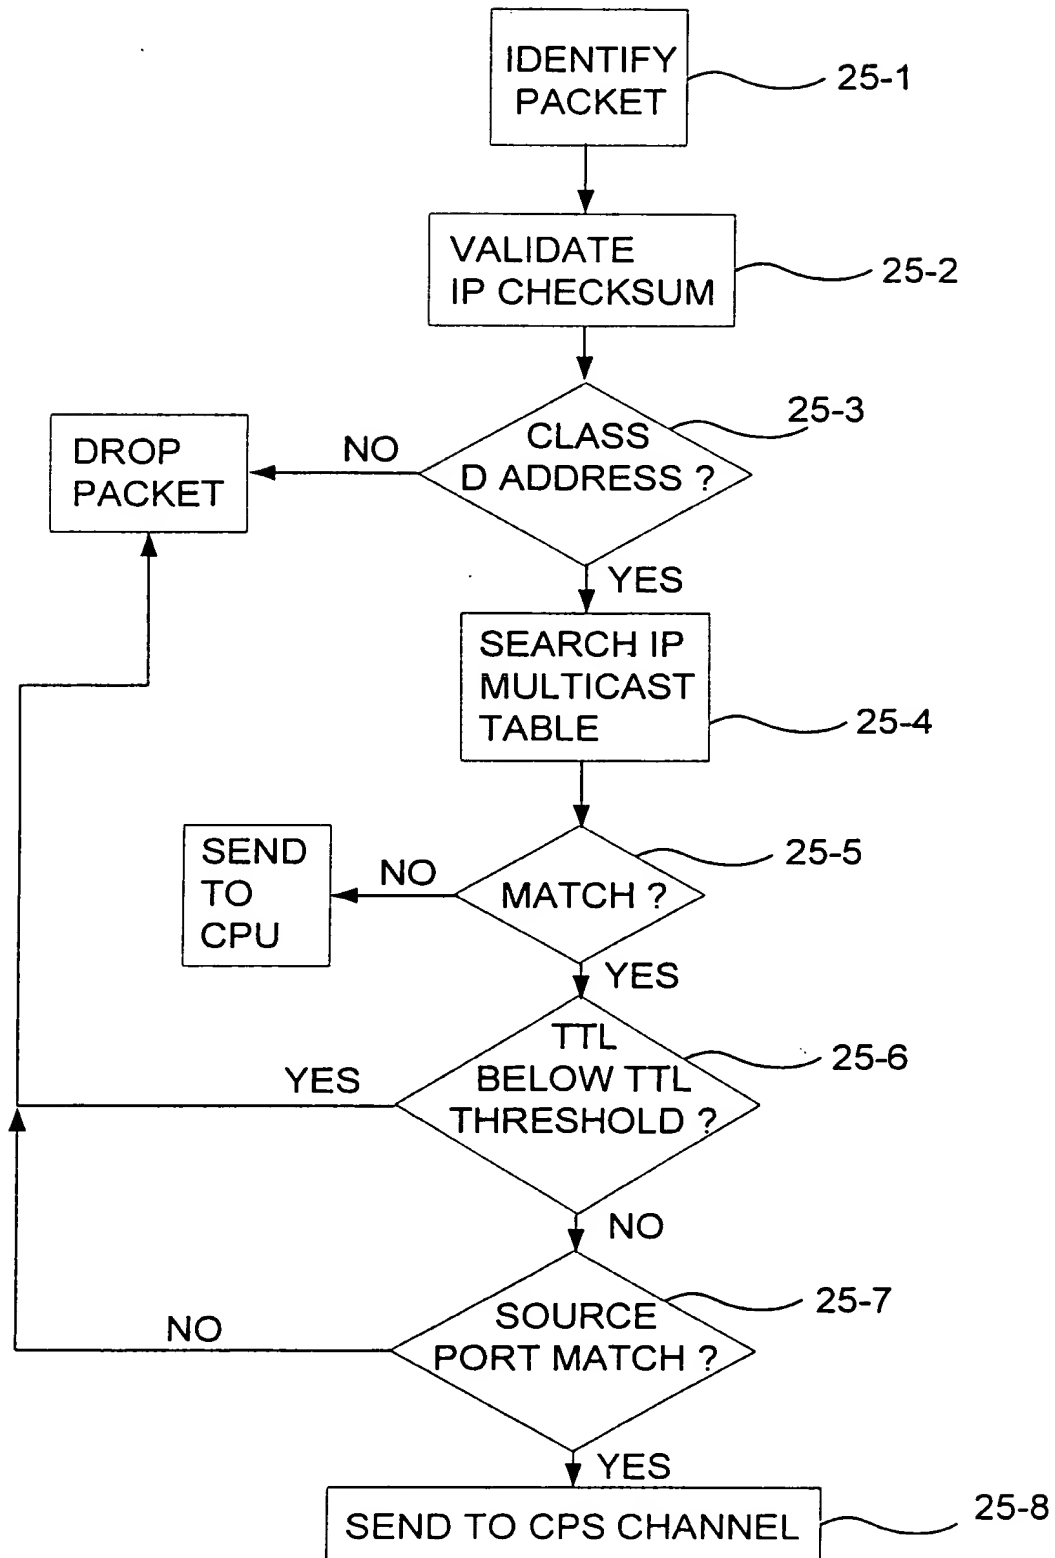 IDENTIFY
PACKET
25-1
VALIDATE
IP CHECKSUM
25-2
25-3
CLASS
D ADDRESS ?
NO
DROP
PACKET
YES
SEARCH IP
MULTICAST
TABLE
25-4
25-5
SEND
TO
CPU
NO
MATCH ?
YES
TTL
BELOW TTL
THRESHOLD ?
25-6
YES
NO
25-7
SOURCE
PORT MATCH ?
NO
YES
SEND TO CPS CHANNEL
25-8